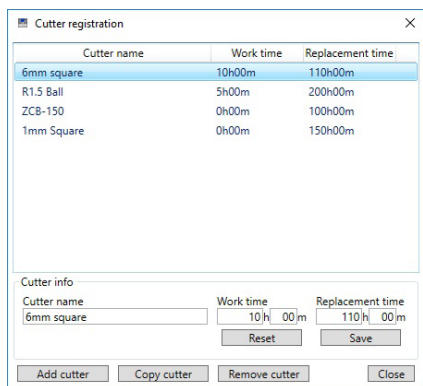 Cutter registration
Cutter name Work time Replacement time
6mm square 10h00m 110h00m
R1.5 Ball 5h00m 200h00m
ZCB-150 0h00m 100h00m
1mm Square 0h00m 150h00m
Cutter info
Cutter name Work time Replacement time
6mm square 10 h 00 m 110 h 00 m
Reset Save
Add cutter Copy cutter Remove cutter Close